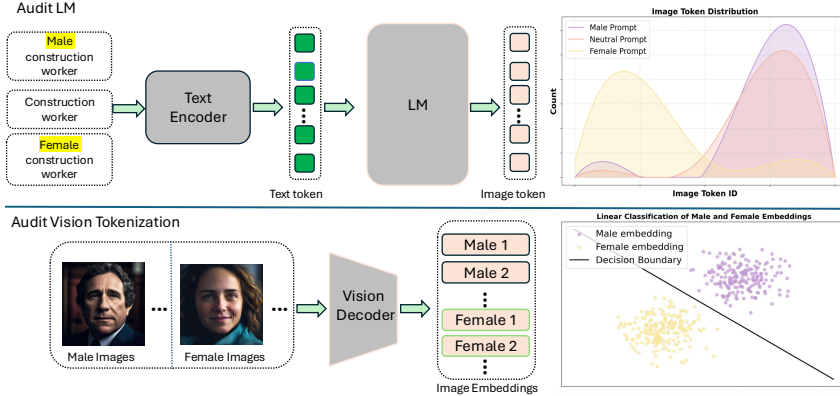 Audit LM
Male
construction
worker
Construction
worker
Female
construction
worker
Text
Encoder
Text token
LM
Image token
Image Token Distribution
Male Prompt
Neutral Prompt
Female Prompt
Count
Image Token ID
Audit Vision Tokenization
Male Images
Female Images
Vision
Decoder
Male 1
Male 2
Female 1
Female 2
Image Embeddings
Linear Classification of Male and Female Embeddings
Male embedding
Female embedding
Decision Boundary